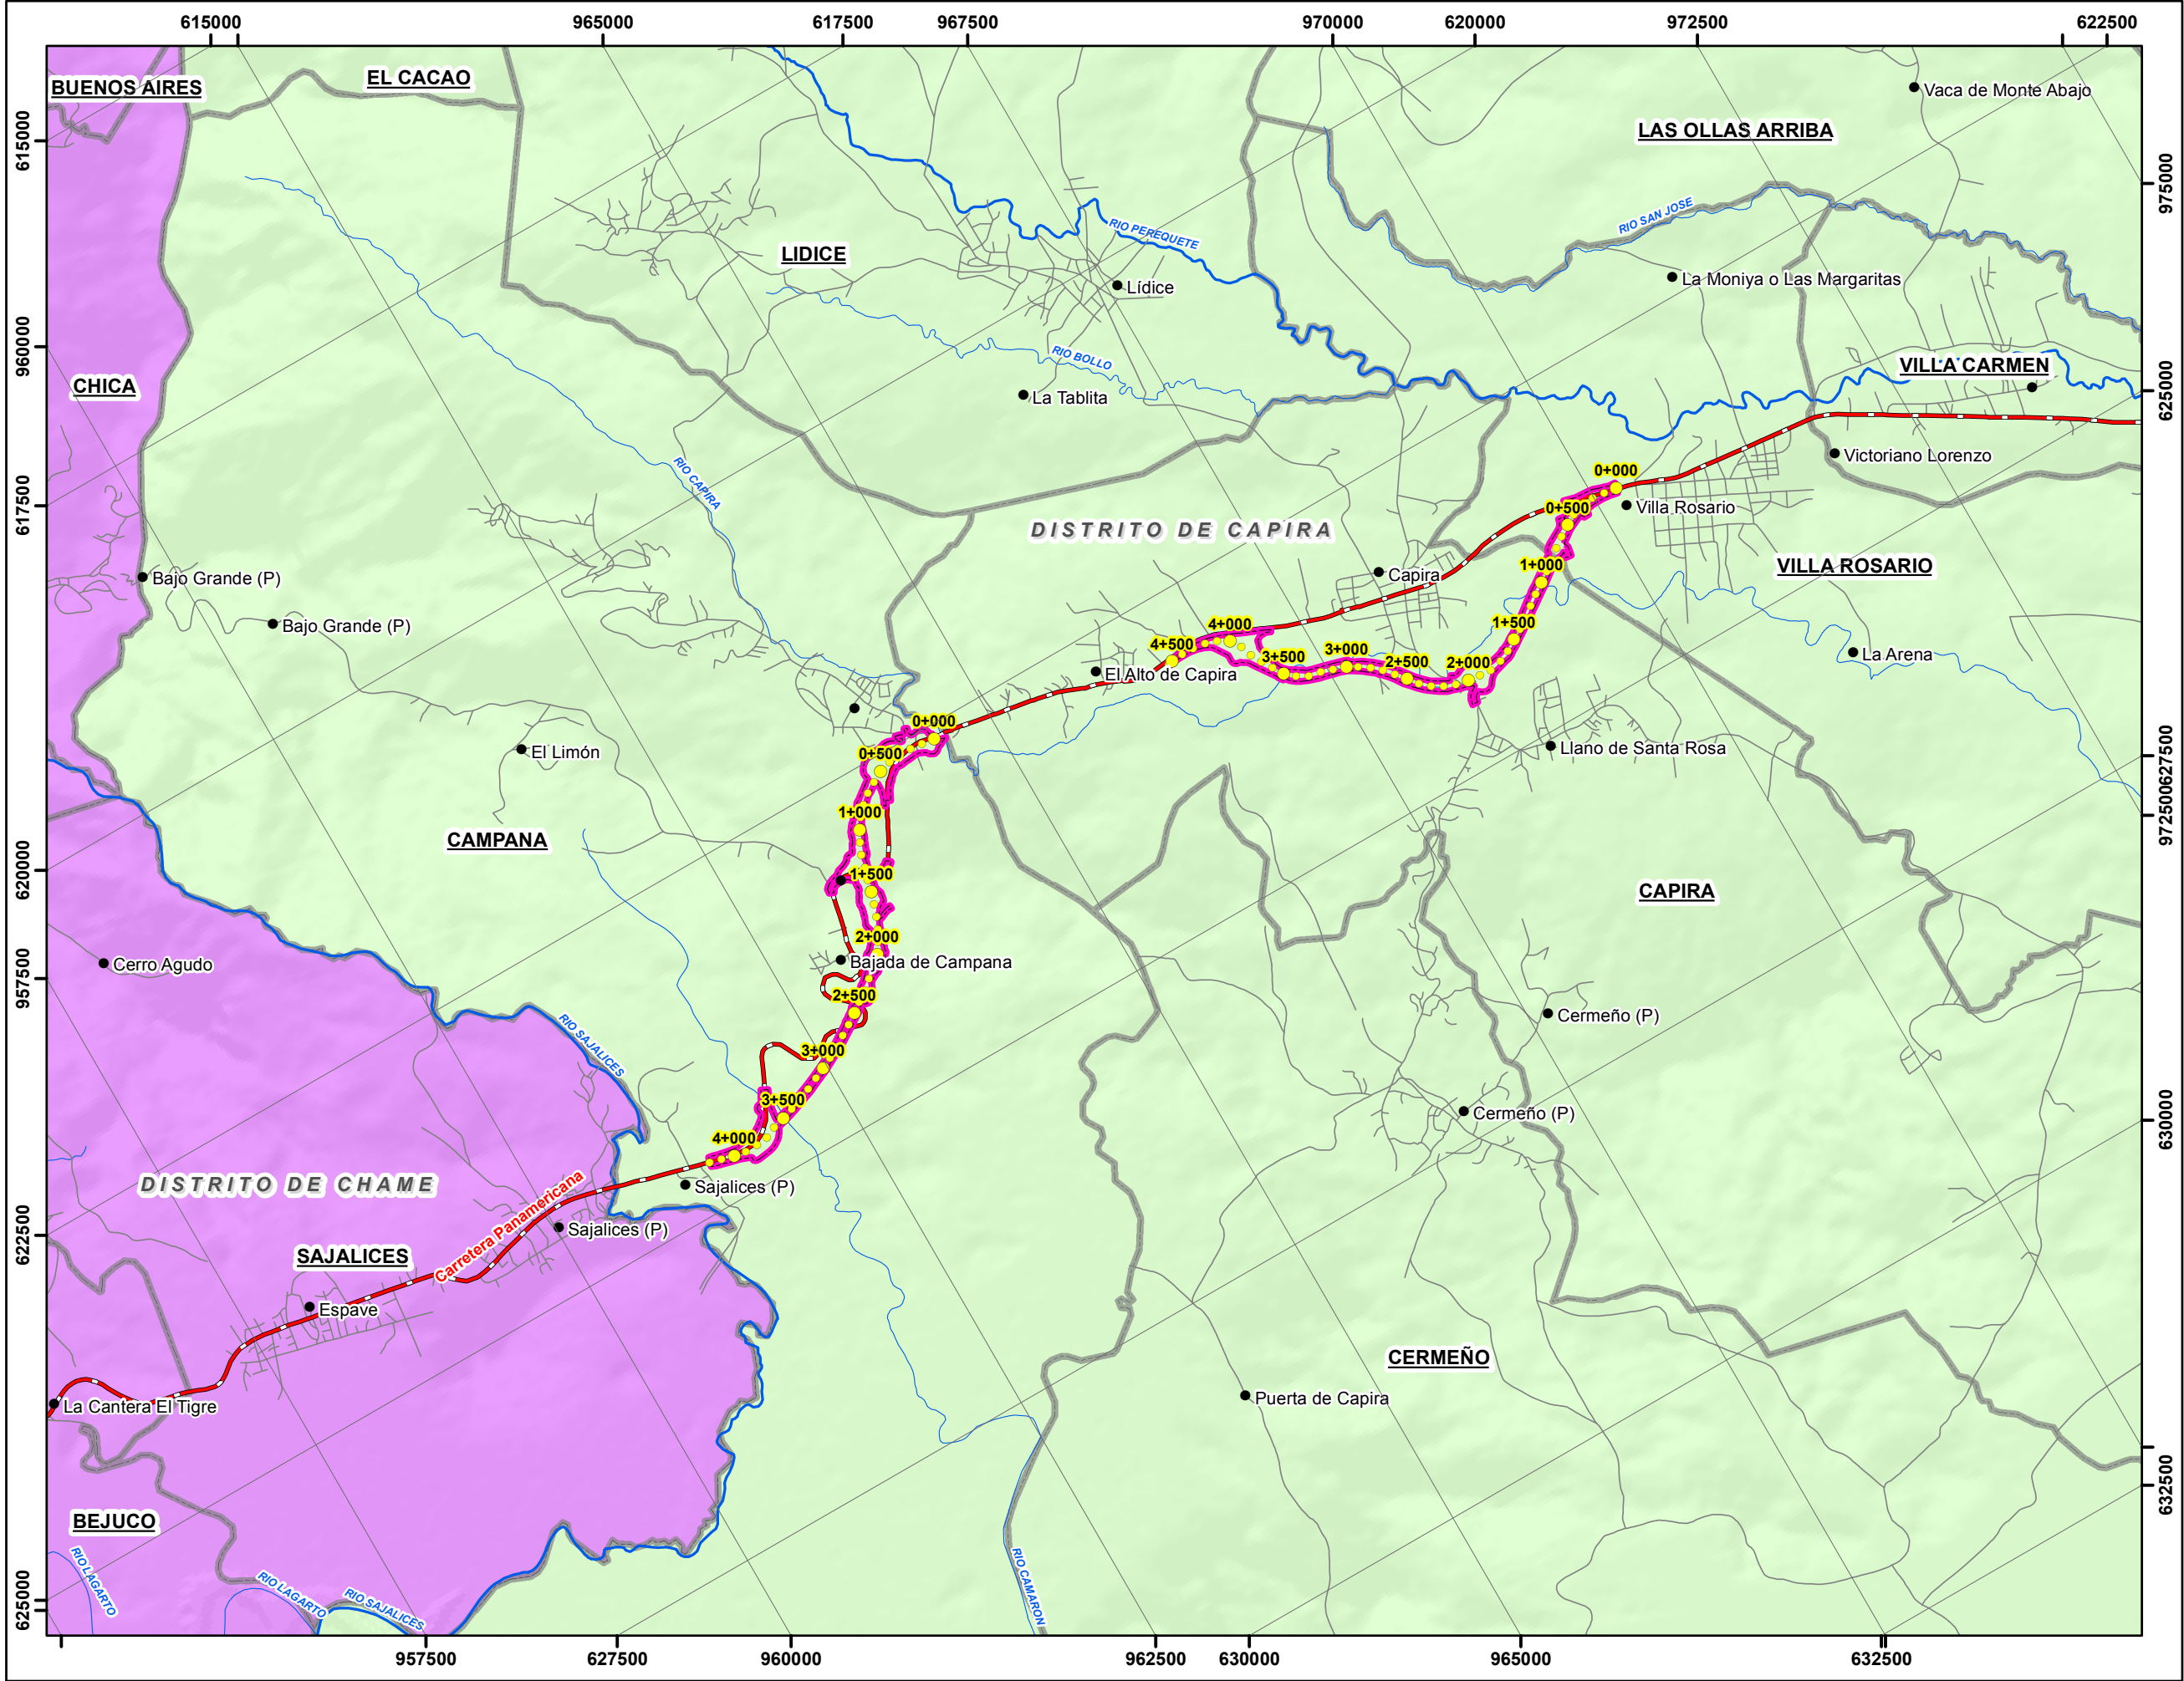 615000
965000
617500
967500
970000
620000
972500
622500
BUENOS AIRES
EL CACAO
Vaca de Monte Abajo
LAS OLLAS ARRIBA
615000
975000
RIO SAN JOSE
RIO PEREQUETE
LIDICE
Lídice
La Moniya o Las Margaritas
960000
RIO BOLLO
VILLA CARMEN
CHICA
La Tablita
625000
Victoriano Lorenzo
RIO CAPIRA
0+000
617500
0+500
Villa Rosario
DISTRITO DE CAPIRA
1+000
VILLA ROSARIO
Bajo Grande (P)
Capira
Bajo Grande (P)
4+000
1+500
4+500
3+500
3+000
2+500
2+000
La Arena
El Alto de Capira
0+000
El Limón
0+500
Llano de Santa Rosa
627500
972500
1+000
CAMPANA
620000
1+500
CAPIRA
2+000
Cerro Agudo
Bajada de Campana
957500
2+500
Cermeño (P)
RIO SAJALICES
3+000
3+500
Cermeño (P)
630000
4+000
DISTRITO DE CHAME
Sajalices (P)
Carretera Panamericana
Sajalices (P)
622500
SAJALICES
Espave
CERMEÑO
Puerta de Capira
La Cantera El Tigre
632500
BEJUCO
RIO LAGARTO
RIO LAGARTO
RIO SAJALICES
RIO CAMARON
625000
957500
627500
960000
962500
630000
965000
632500